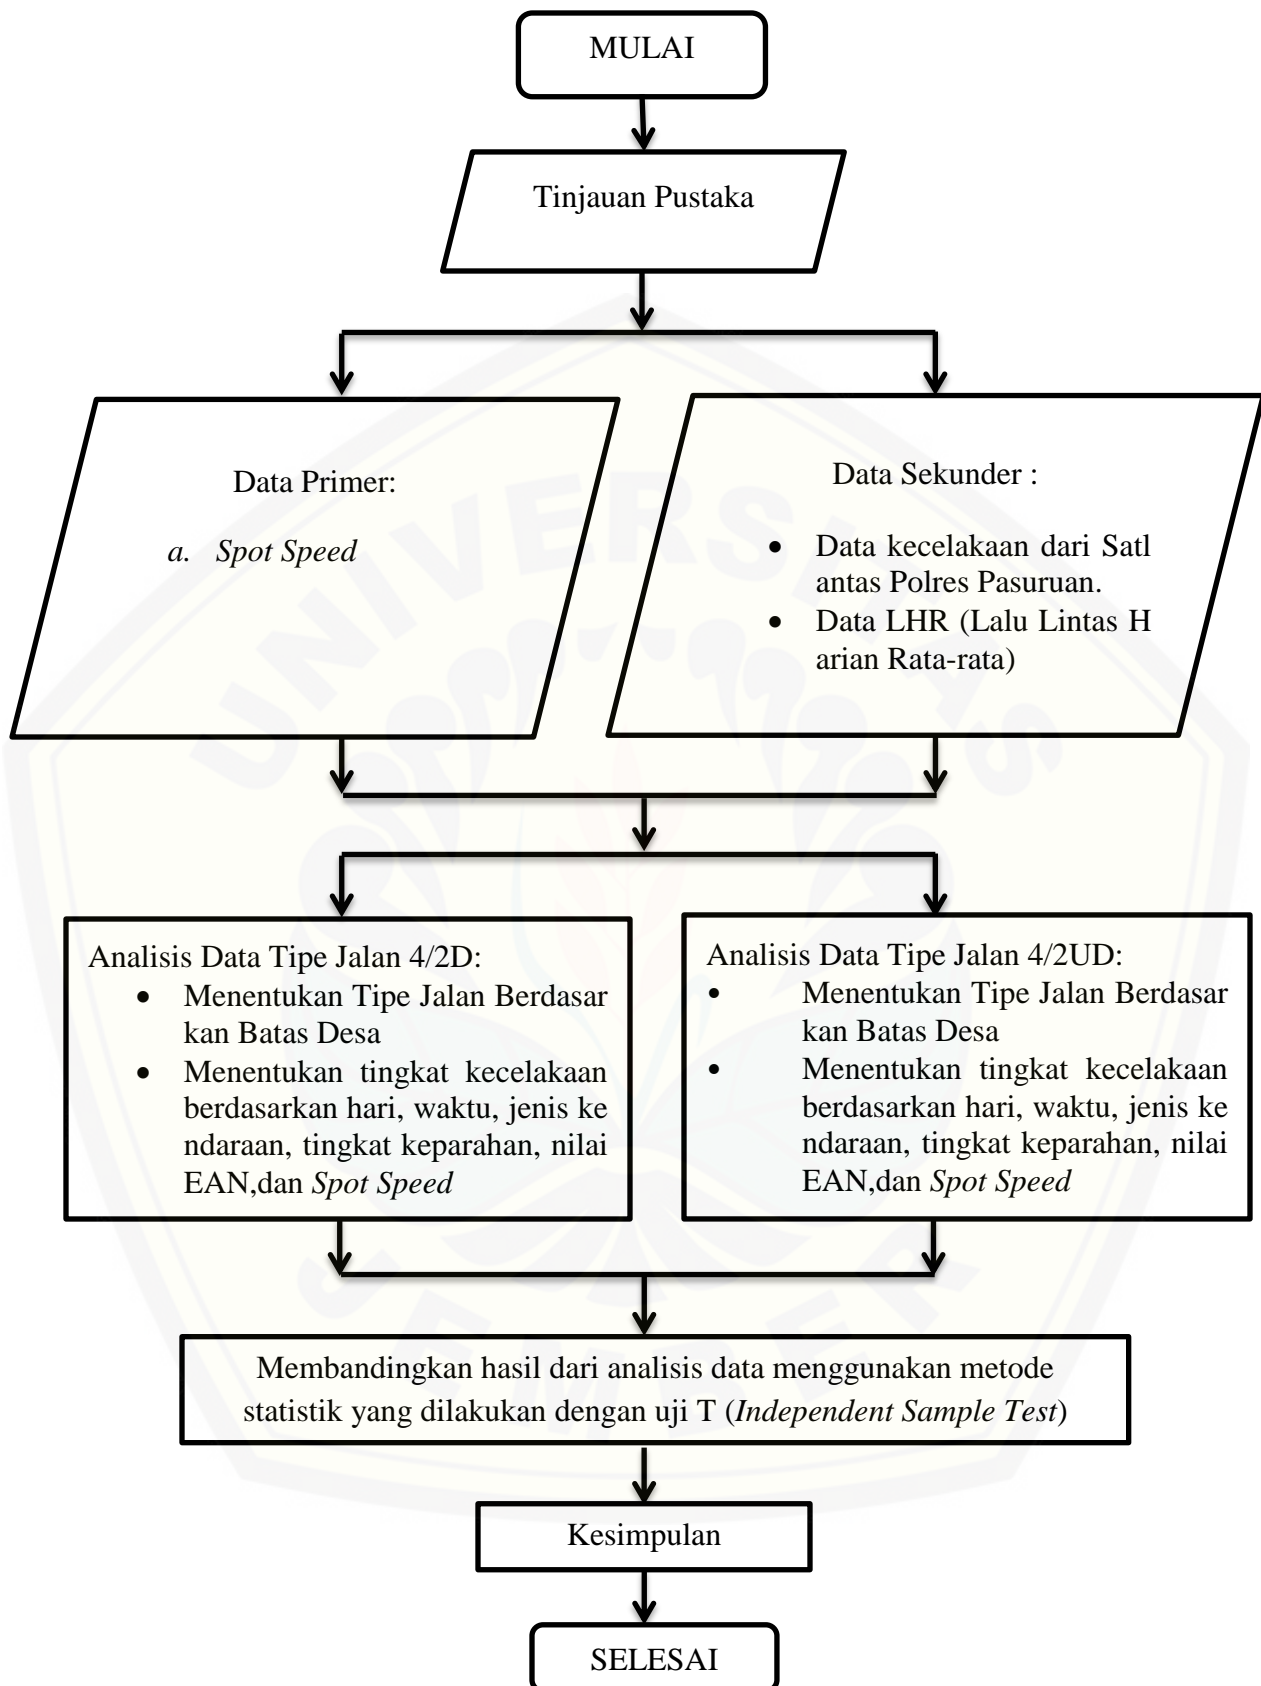 MULAI
Tinjauan Pustaka
Data Primer:
a. Spot Speed
Data Sekunder :
• Data kecelakaan dari Satl
antas Polres Pasuruan.
• Data LHR (Lalu Lintas H
arian Rata-rata)
Analisis Data Tipe Jalan 4/2D:
• Menentukan Tipe Jalan Berdasar
kan Batas Desa
• Menentukan tingkat kecelakaan
berdasarkan hari, waktu, jenis ke
ndaraan, tingkat keparahan, nilai
EAN,dan Spot Speed
Analisis Data Tipe Jalan 4/2UD:
• Menentukan Tipe Jalan Berdasar
kan Batas Desa
• Menentukan tingkat kecelakaan
berdasarkan hari, waktu, jenis ke
ndaraan, tingkat keparahan, nilai
EAN,dan Spot Speed
Membandingkan hasil dari analisis data menggunakan metode
statistik yang dilakukan dengan uji T (Independent Sample Test)
Kesimpulan
SELESAI
UNIVERSITAS
JEMBER